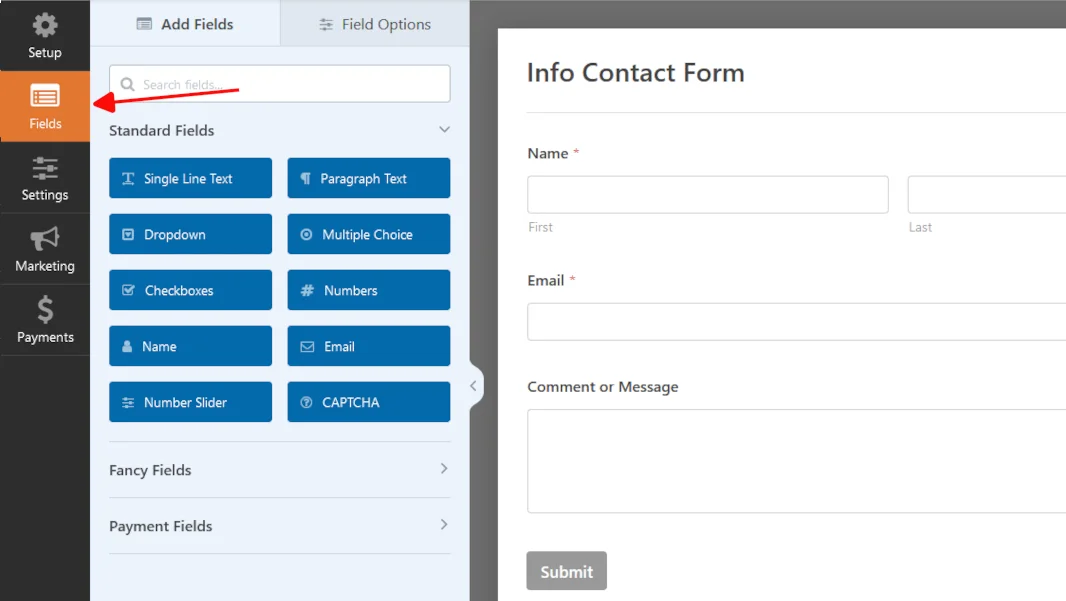 Setup
Fields
Settings
Marketing
Payments
Add Fields
Field Options
Search fields...
Standard Fields
Single Line Text
Paragraph Text
Dropdown
Multiple Choice
Checkboxes
Numbers
Name
Email
Number Slider
CAPTCHA
Fancy Fields
Payment Fields
Info Contact Form
Name *
First
Last
Email *
Comment or Message
Submit